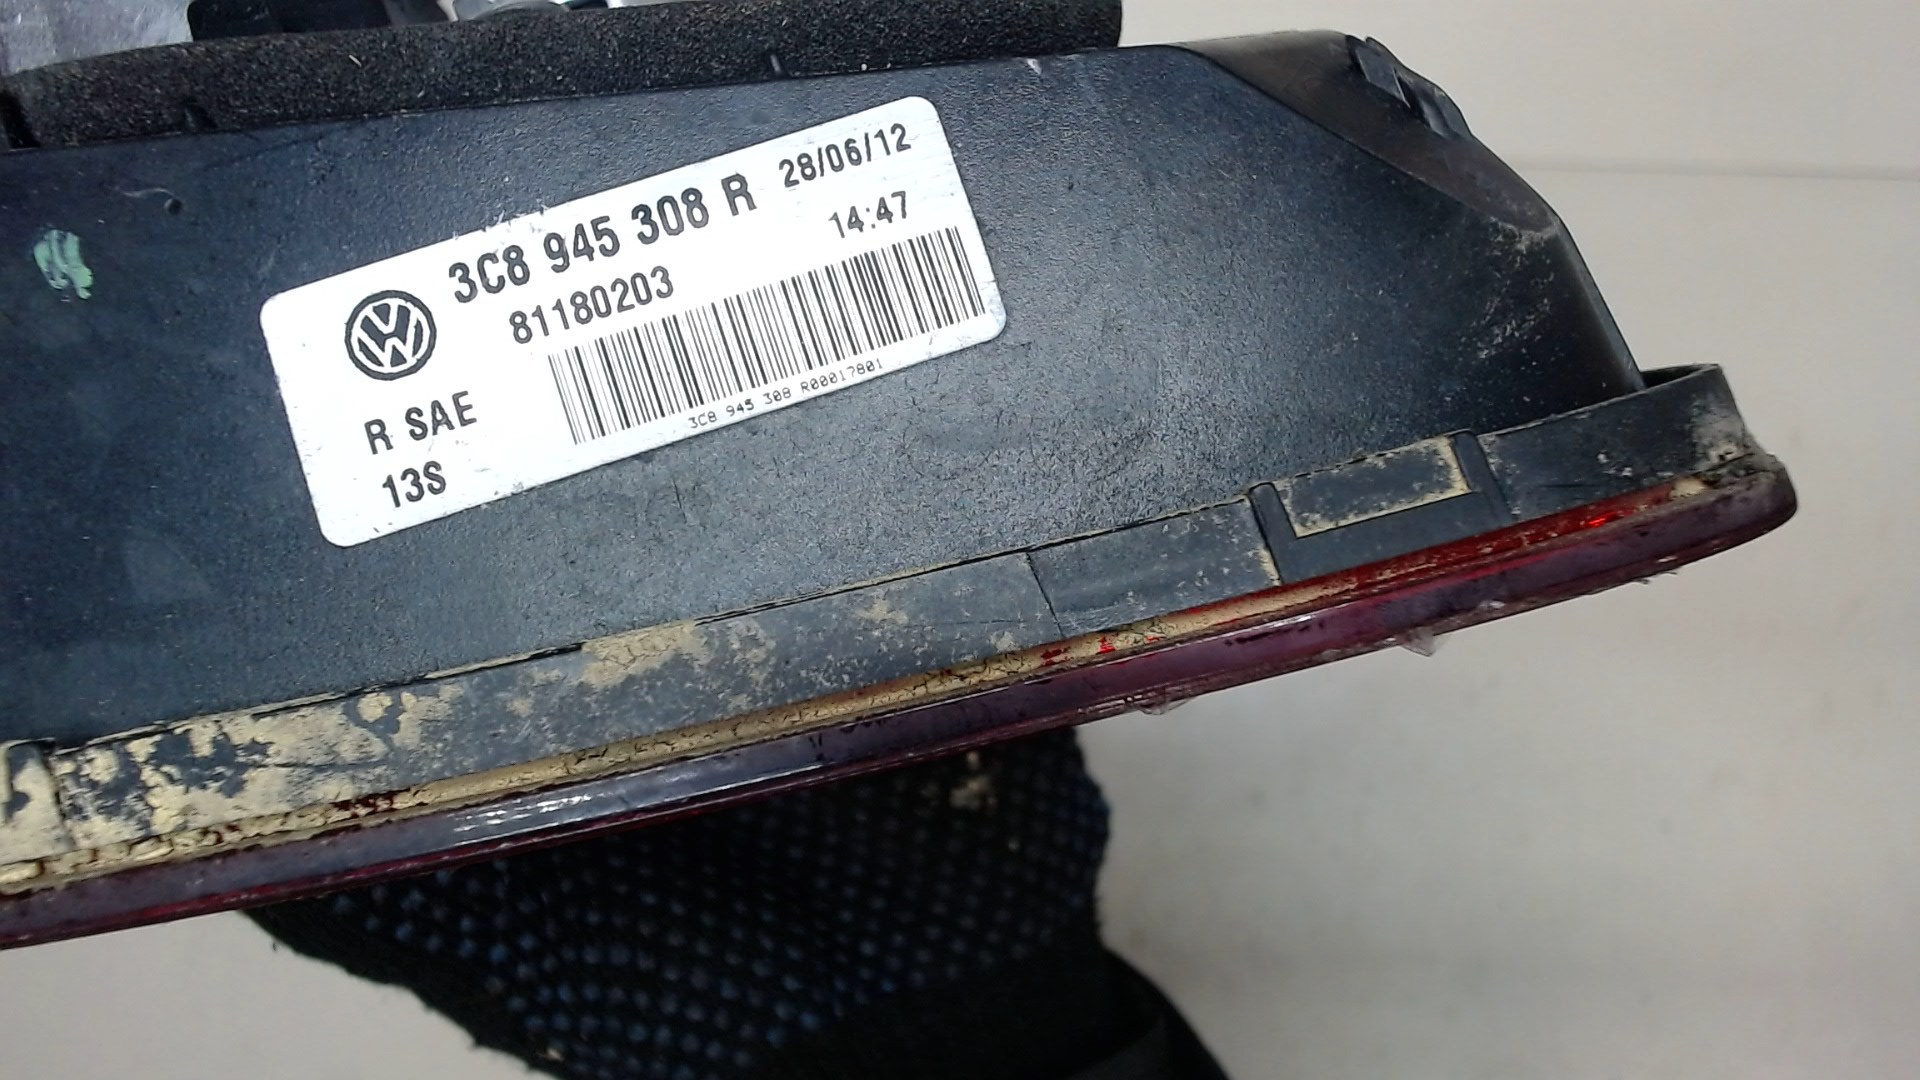 3C8 945 308 R 28/06/12
81180203 14:47
3C8 945 308 R00017801
R SAE
13S